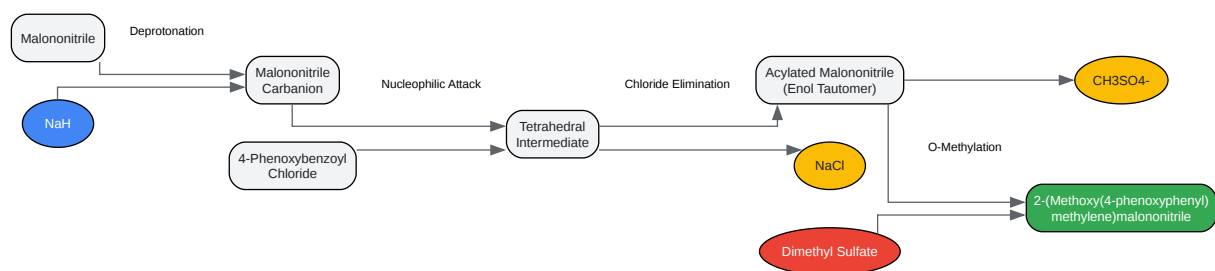 Malononitrile
Deprotonation
NaH
Malononitrile
Carbanion
Nucleophilic Attack
4-Phenoxybenzoyl
Chloride
Tetrahedral
Intermediate
Chloride Elimination
NaCl
Acylated Malononitrile
(Enol Tautomer)
CH3SO4-
O-Methylation
Dimethyl Sulfate
2-(Methoxy(4-phenoxyphenyl)
methylene)malononitrile